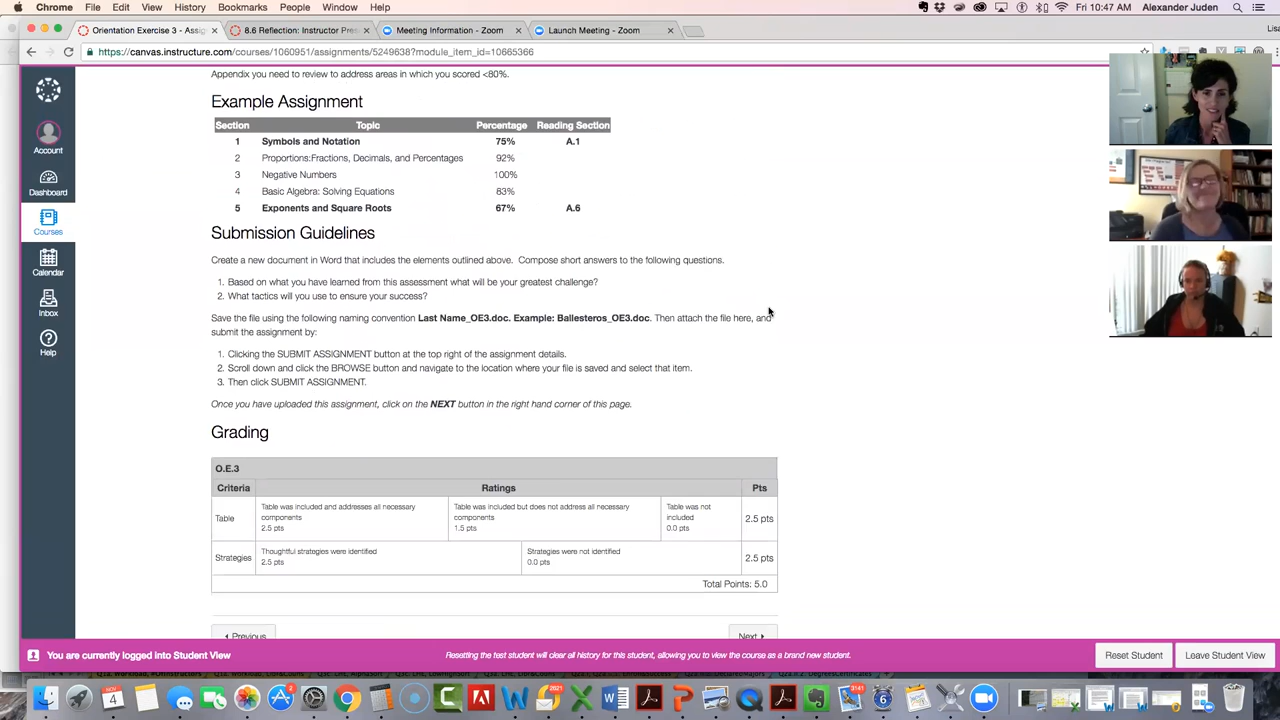 Chrome File Edit View History Bookmarks People Window Help Fri 10:47 AM Alexander Juden
Orientation Exercise 3 - Assig 8.6 Reflection: Instructor Pres Meeting Information - Zoom Launch Meeting - Zoom
https://canvas.instructure.com/courses/1060951/assignments/5249638?module_item_id=10665366
Account
Dashboard
Courses
Calendar
Inbox
Help
Appendix you need to review to address areas in which you scored <80%.
Example Assignment
Section Topic Percentage Reading Section
1 Symbols and Notation 75% A.1
2 Proportions:Fractions, Decimals, and Percentages 92%
3 Negative Numbers 100%
4 Basic Algebra: Solving Equations 83%
5 Exponents and Square Roots 67% A.6
Submission Guidelines
Create a new document in Word that includes the elements outlined above. Compose short answers to the following questions.
1. Based on what you have learned from this assessment what will be your greatest challenge?
2. What tactics will you use to ensure your success?
Save the file using the following naming convention Last Name_OE3.doc. Example: Ballesteros_OE3.doc. Then attach the file here, and
submit the assignment by:
1. Clicking the SUBMIT ASSIGNMENT button at the top right of the assignment details.
2. Scroll down and click the BROWSE button and navigate to the location where your file is saved and select that item.
3. Then click SUBMIT ASSIGNMENT.
Once you have uploaded this assignment, click on the NEXT button in the right hand corner of this page.
Grading
O.E.3
Criteria Ratings Pts
Table
Table was included and addresses all necessary
components
2.5 pts
Table was included but does not address all necessary
components
1.5 pts
Table was not
included
0.0 pts
2.5 pts
Strategies
Thoughtful strategies were identified
2.5 pts
Strategies were not identified
0.0 pts
2.5 pts
Total Points: 5.0
Previous Next
You are currently logged into Student View
Resetting the test student will clear all history for this student, allowing you to view the course as a brand new student.
Reset Student Leave Student View